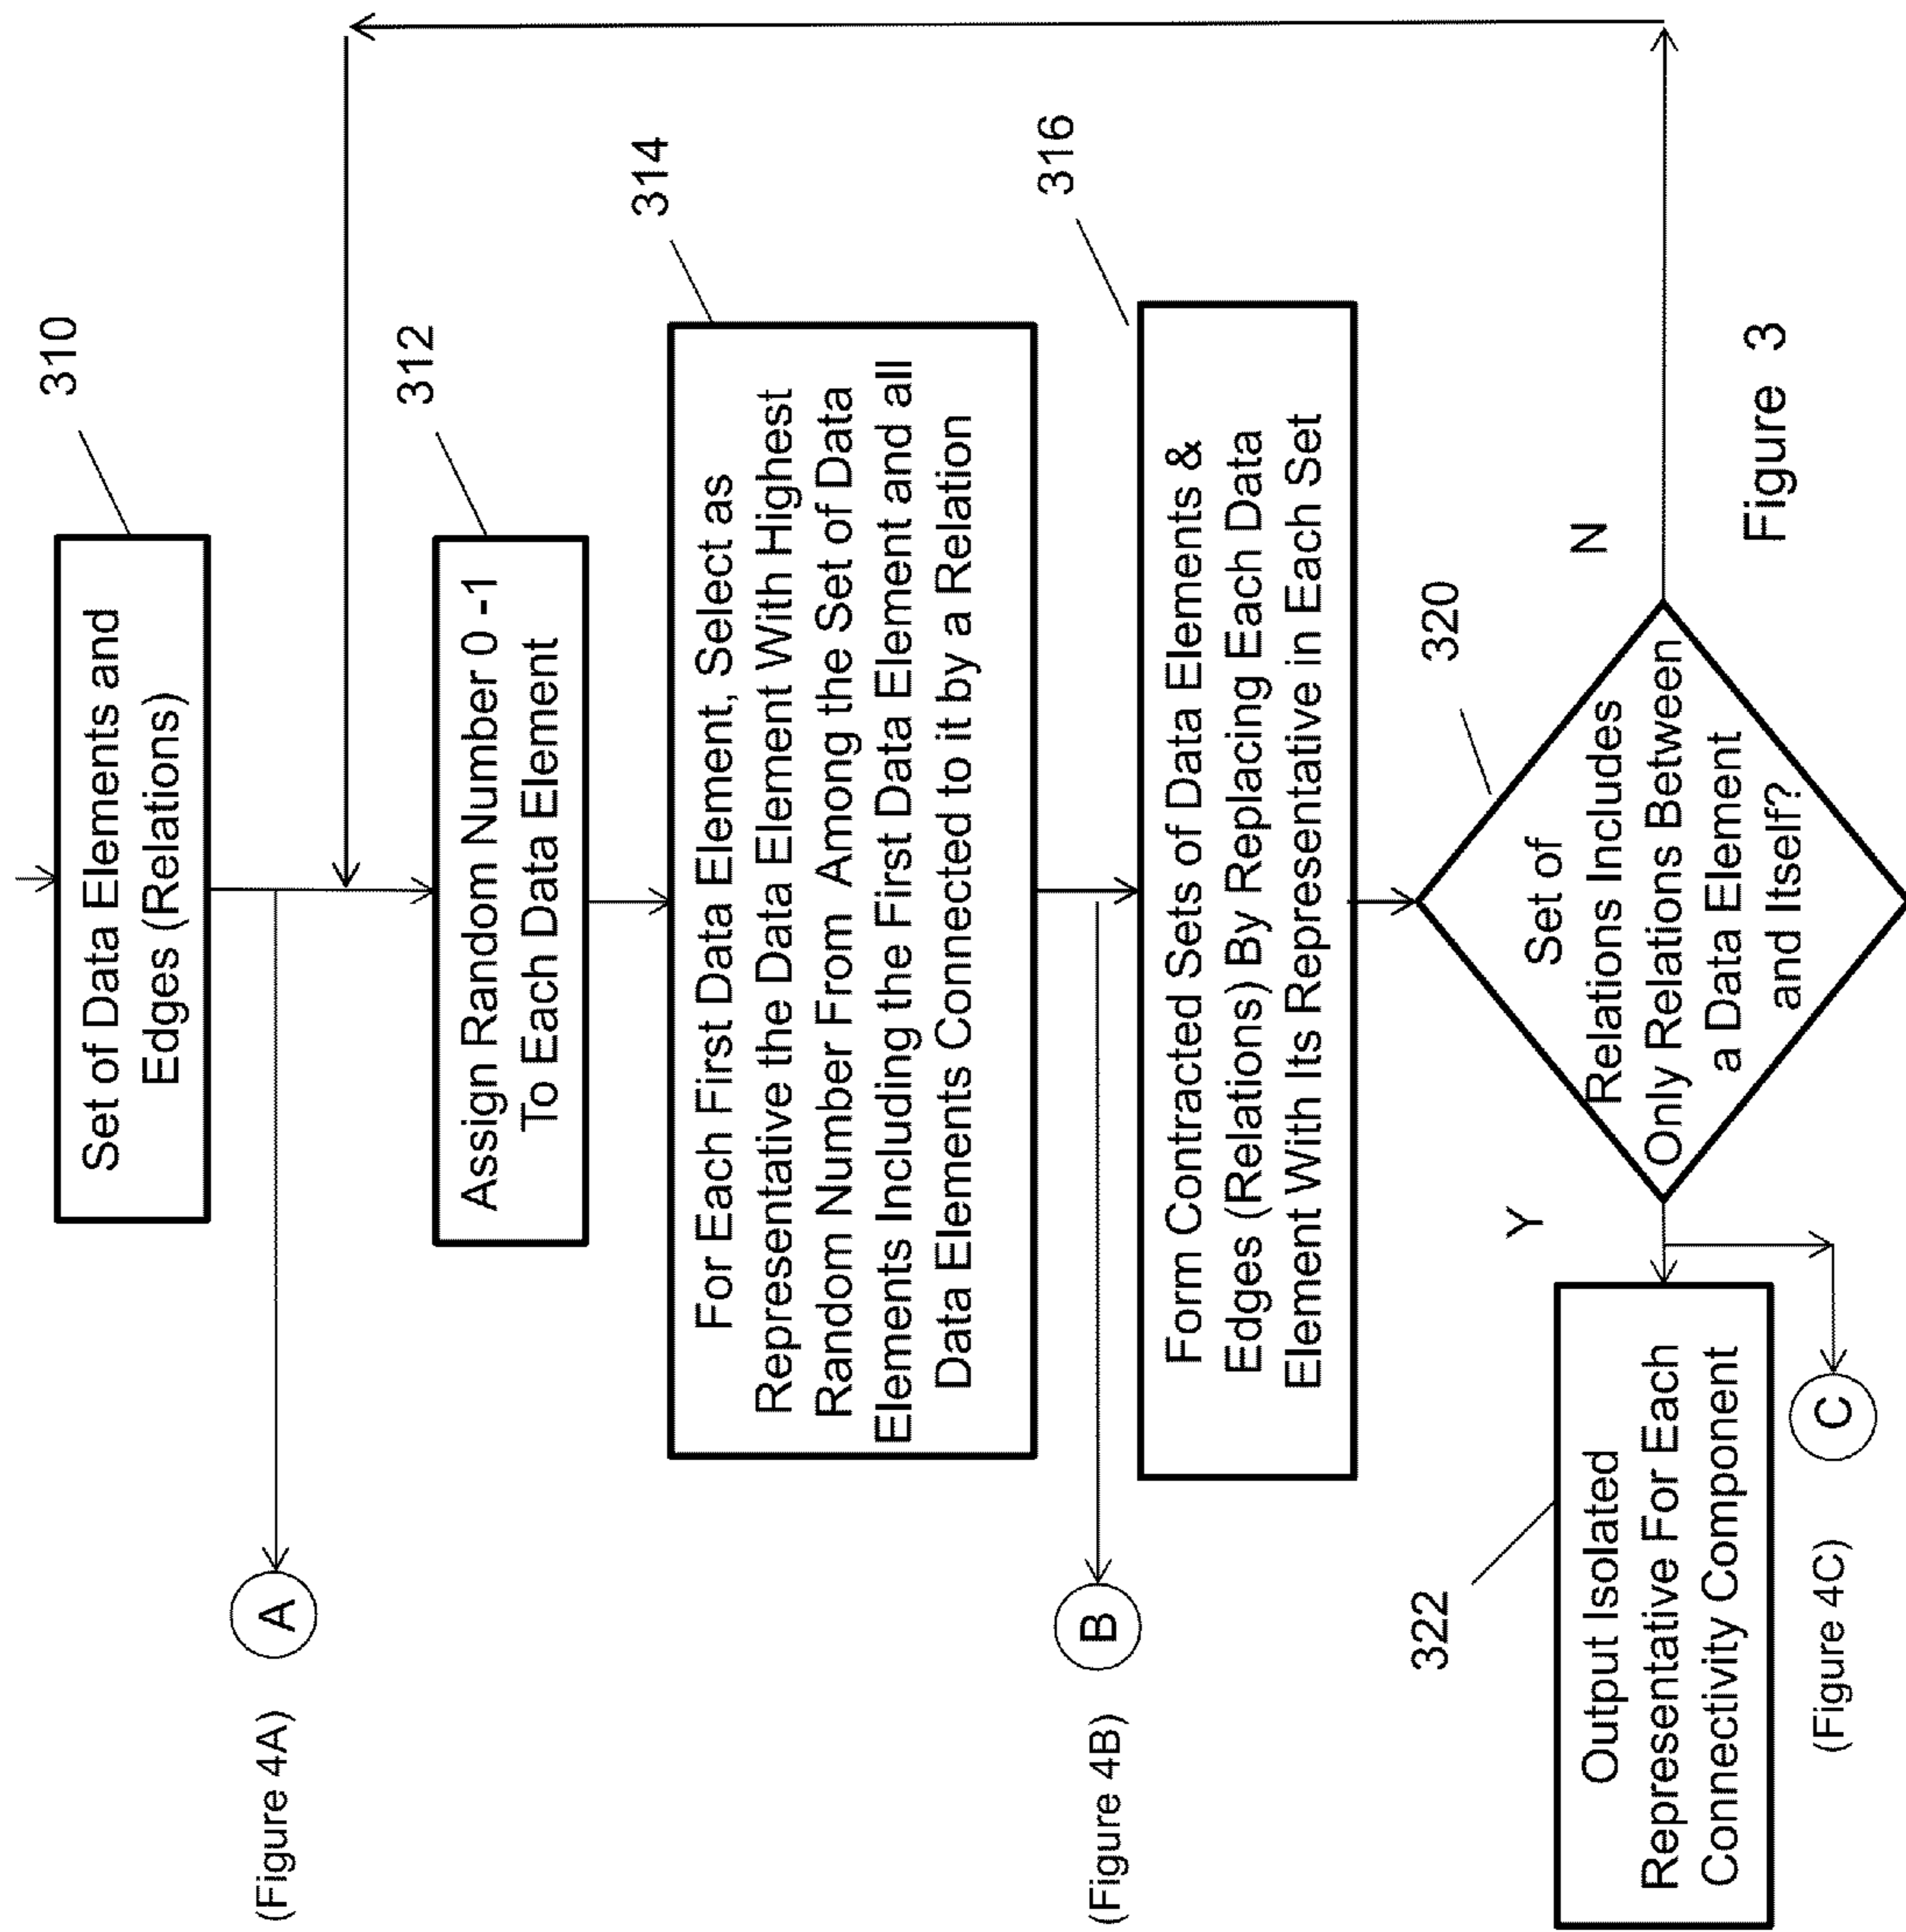 310
Set of Data Elements and
Edges (Relations)
(Figure 4A)
A
312
Assign Random Number 0 -1
To Each Data Element
314
For Each First Data Element, Select as
Representative the Data Element With Highest
Random Number From Among the Set of Data
Elements Including the First Data Element and all
Data Elements Connected to it by a Relation
(Figure 4B)
B
316
Form Contracted Sets of Data Elements &
Edges (Relations) By Replacing Each Data
Element With Its Representative in Each Set
320
Set of
Relations Includes
Only Relations Between
a Data Element
and Itself?
Y
N
322
Output Isolated
Representative For Each
Connectivity Component
C
(Figure 4C)
Figure 3